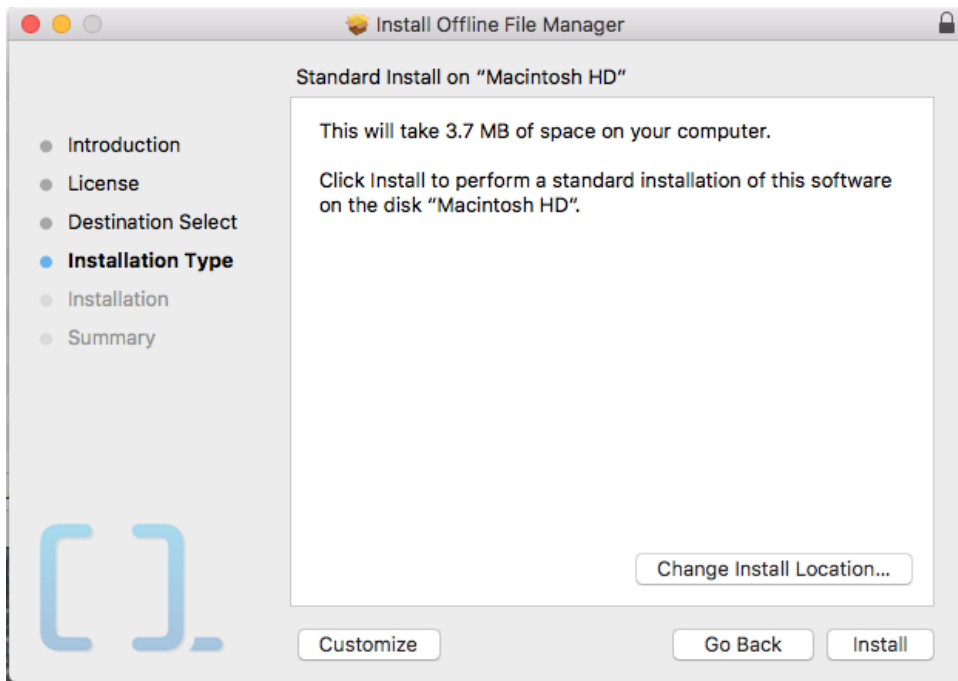 Install Offline File Manager
Standard Install on “Macintosh HD”
Introduction
License
Destination Select
Installation Type
Installation
Summary
This will take 3.7 MB of space on your computer.
Click Install to perform a standard installation of this software
on the disk “Macintosh HD”.
Change Install Location...
Customize
Go Back
Install